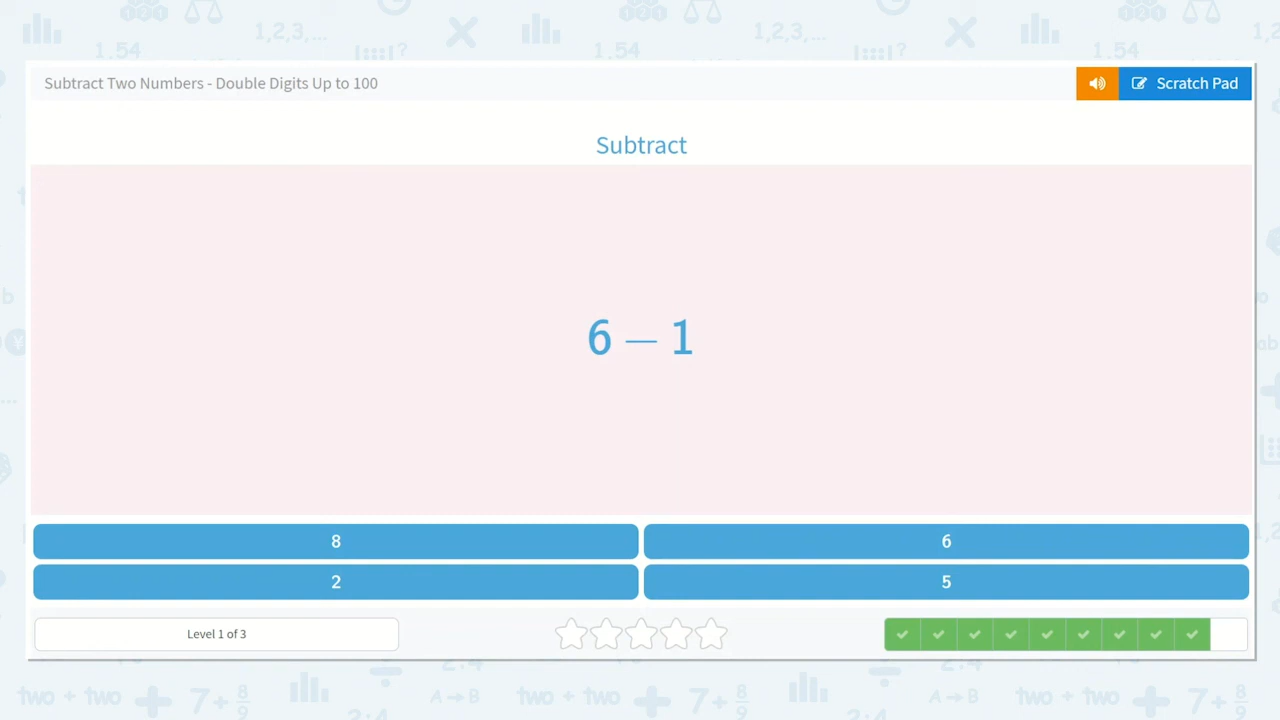 Subtract Two Numbers - Double Digits Up to 100
Scratch Pad
Subtract
6 − 1
8
6
2
5
Level 1 of 3